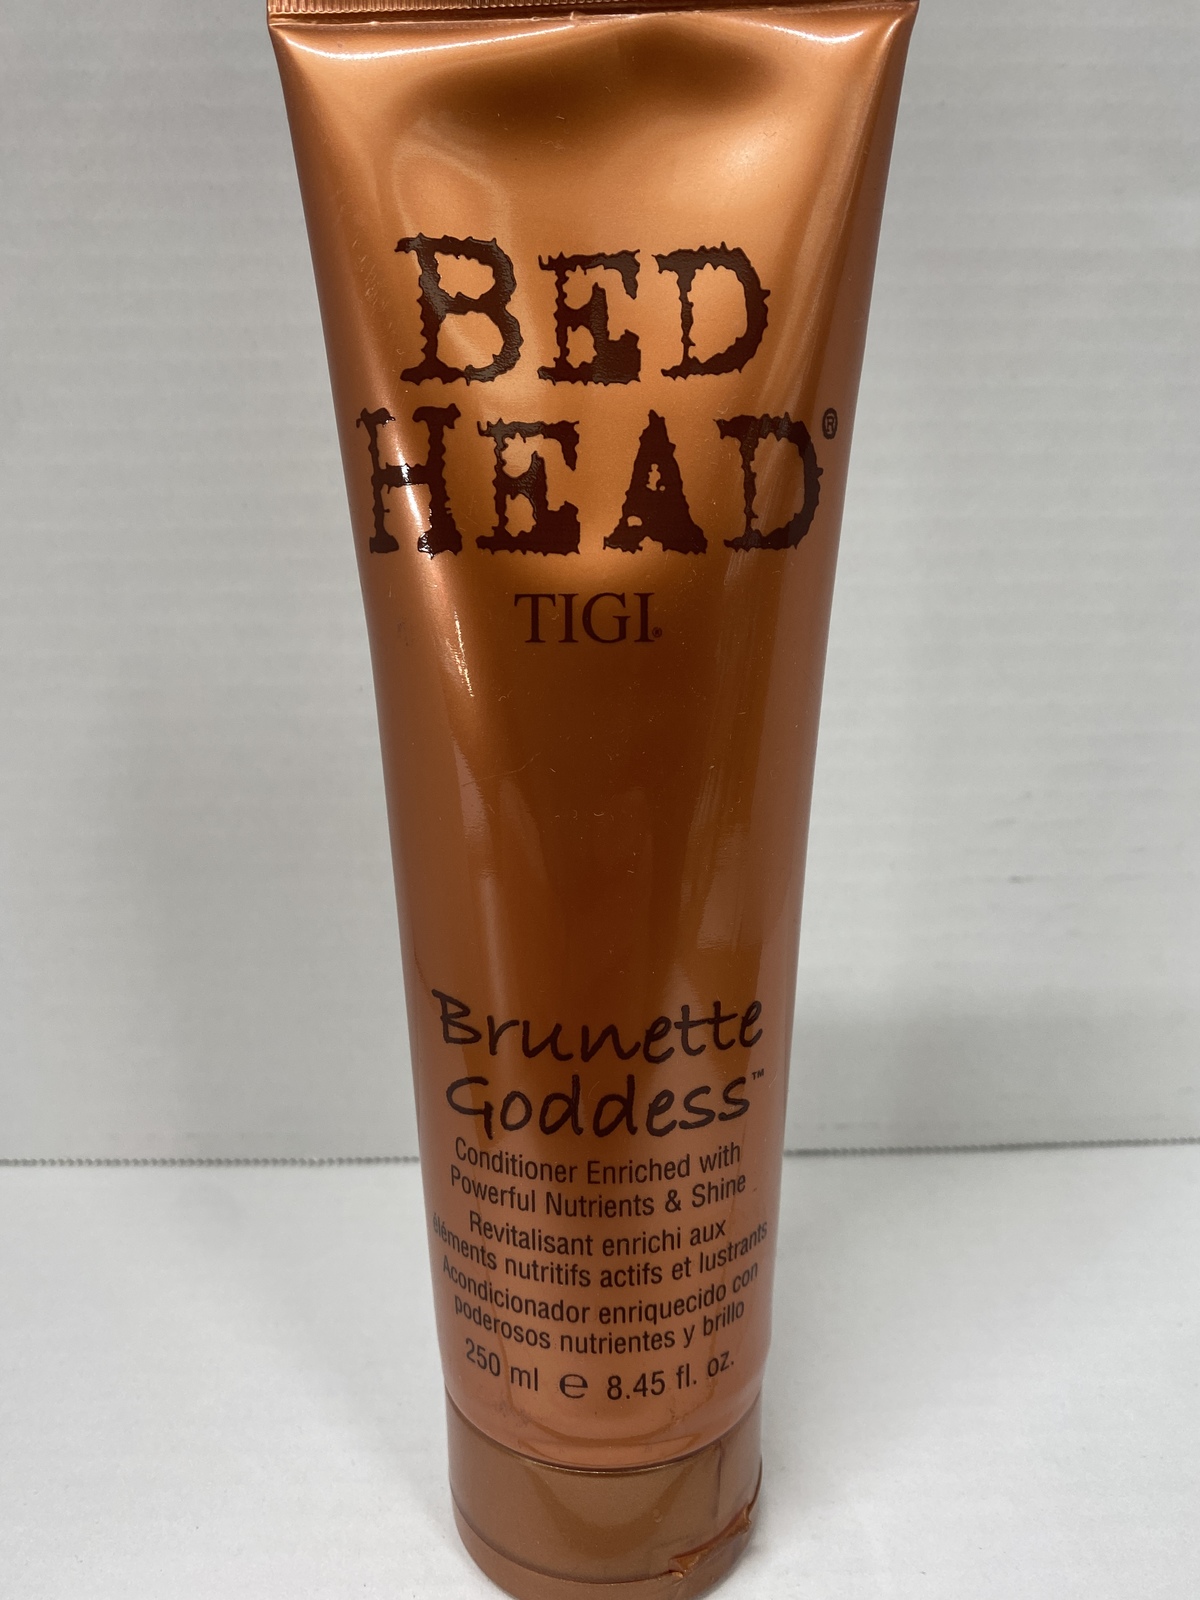 BED
HEAD®
TIGI®
Brunette
Goddess™
Conditioner Enriched with
Powerful Nutrients & Shine
Revitalisant enrichi aux
éléments nutritifs actifs et lustrants
Acondicionador enriquecido con
poderosos nutrientes y brillo
250 ml ℮ 8.45 fl. oz.